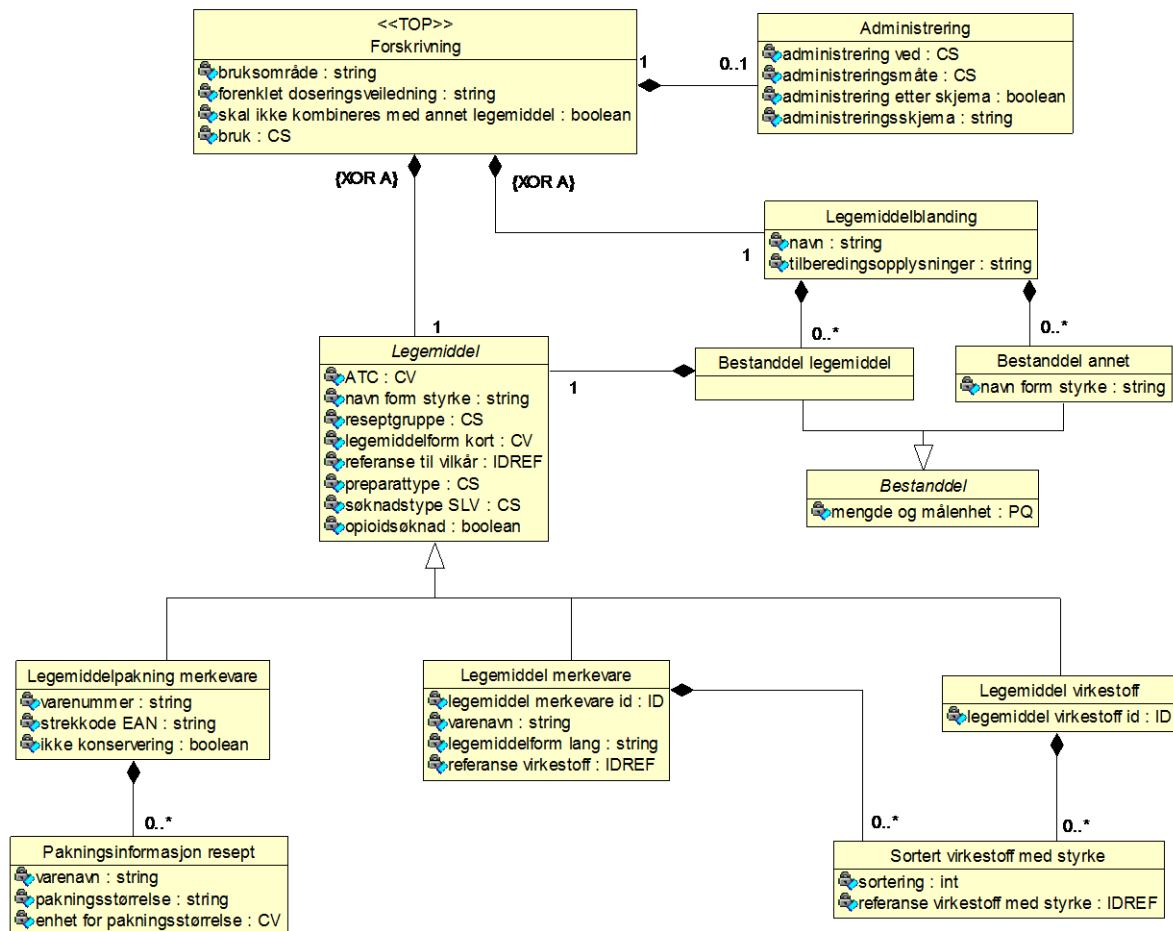 <<TOP>>
Forskrivning
bruksområde : string
forenklet doseringsveiledning : string
skal ikke kombineres med annet legemiddel : boolean
bruk : CS
1
0..1
Administrering
administrering ved : CS
administreringsmåte : CS
administrering etter skjema : boolean
administreringsskjema : string
{XOR A}
{XOR A}
Legemiddelblanding
navn : string
tilberedingsopplysninger : string
1
0..*
0..*
1
Legemiddel
ATC : CV
navn form styrke : string
reseptgruppe : CS
legemiddelform kort : CV
referanse til vilkår : IDREF
preparattype : CS
søknadstype SLV : CS
opioidsøknad : boolean
1
Bestanddel legemiddel
Bestanddel annet
navn form styrke : string
Bestanddel
mengde og målenhet : PQ
Legemiddelpakning merkevare
varenummer : string
strekkode EAN : string
ikke konservering : boolean
Legemiddel merkevare
legemiddel merkevare id : ID
varenavn : string
legemiddelform lang : string
referanse virkestoff : IDREF
Legemiddel virkestoff
legemiddel virkestoff id : ID
0..*
0..*
0..*
Pakningsinformasjon resept
varenavn : string
pakningsstørrelse : string
enhet for pakningsstørrelse : CV
Sortert virkestoff med styrke
sortering : int
referanse virkestoff med styrke : IDREF